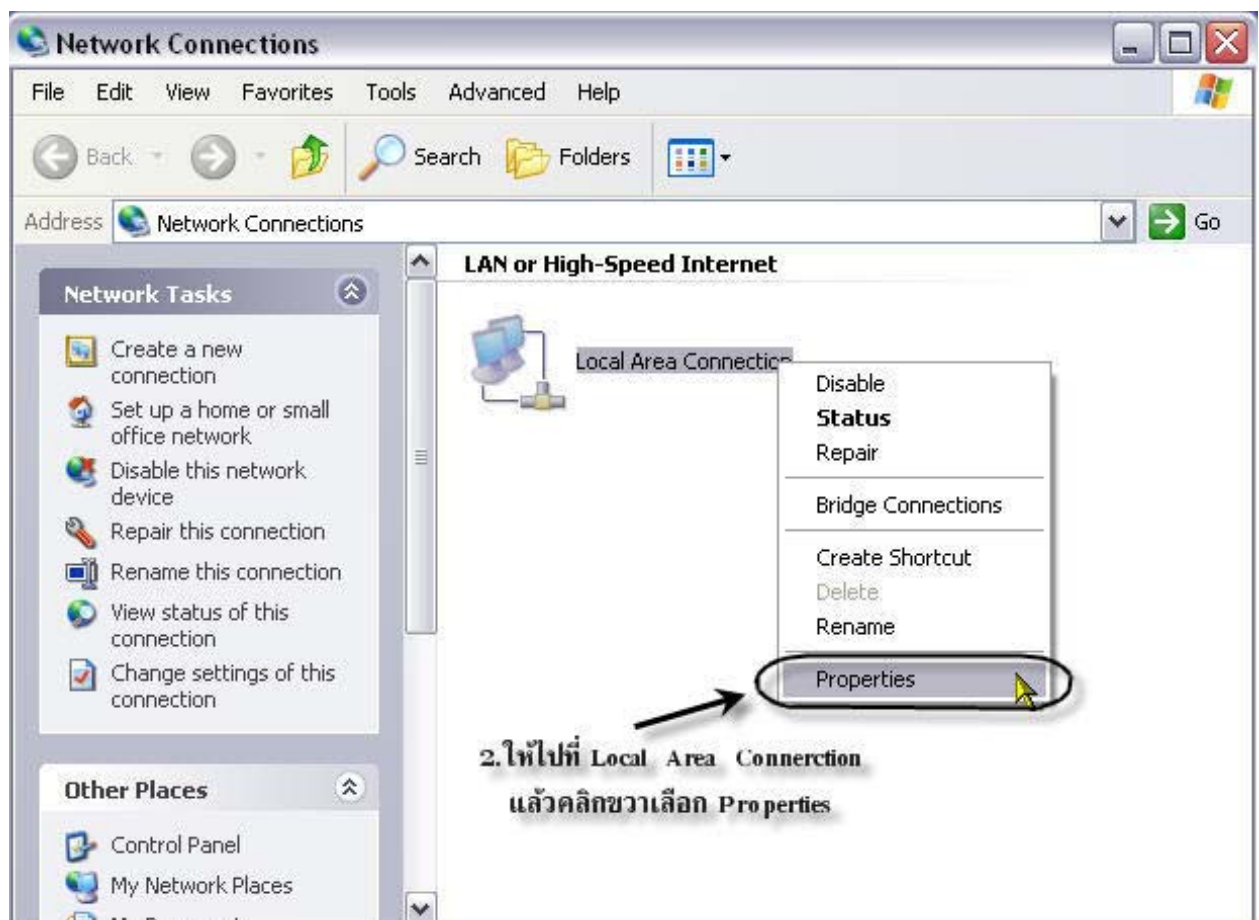 Network Connections
File Edit View Favorites Tools Advanced Help
Back Search Folders
Address Network Connections Go
Network Tasks
Create a new
connection
Set up a home or small
office network
Disable this network
device
Repair this connection
Rename this connection
View status of this
connection
Change settings of this
connection
Other Places
Control Panel
My Network Places
LAN or High-Speed Internet
Local Area Connection
Disable
Status
Repair
Bridge Connections
Create Shortcut
Delete
Rename
Properties
2.ให้ไปที่ Local Area Connerction
แล้วคลิกขวาเลือก Properties